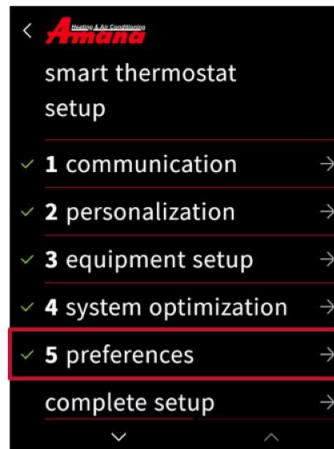 Heating & Air Conditioning
Amana
smart thermostat
setup
1 communication
2 personalization
3 equipment setup
4 system optimization
5 preferences
complete setup